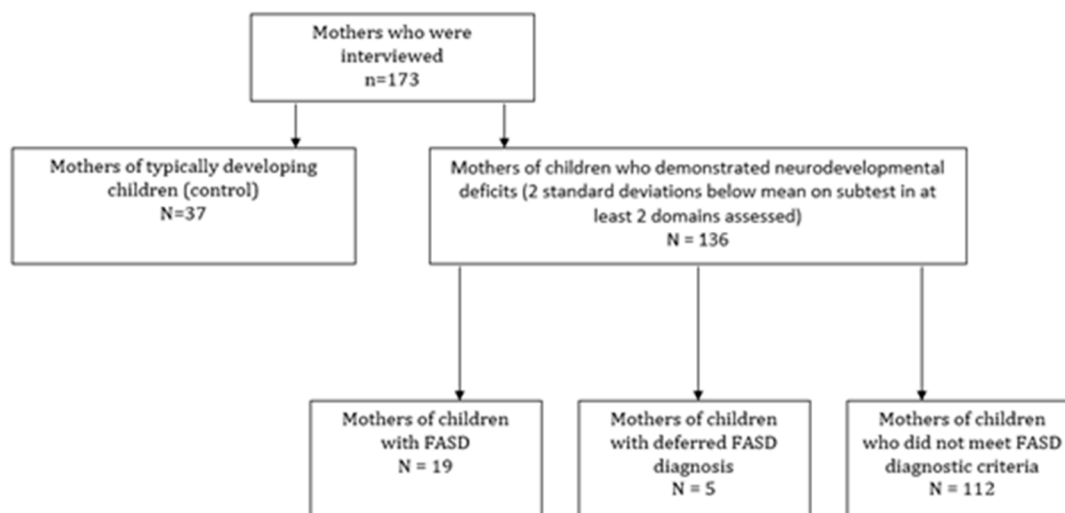 Mothers who were
interviewed
n=173
Mothers of typically developing
children (control)
N=37
Mothers of children who demonstrated neurodevelopmental
deficits (2 standard deviations below mean on subtest in at
least 2 domains assessed)
N = 136
Mothers of children
with FASD
N = 19
Mothers of children
with deferred FASD
diagnosis
N = 5
Mothers of children
who did not meet FASD
diagnostic criteria
N = 112